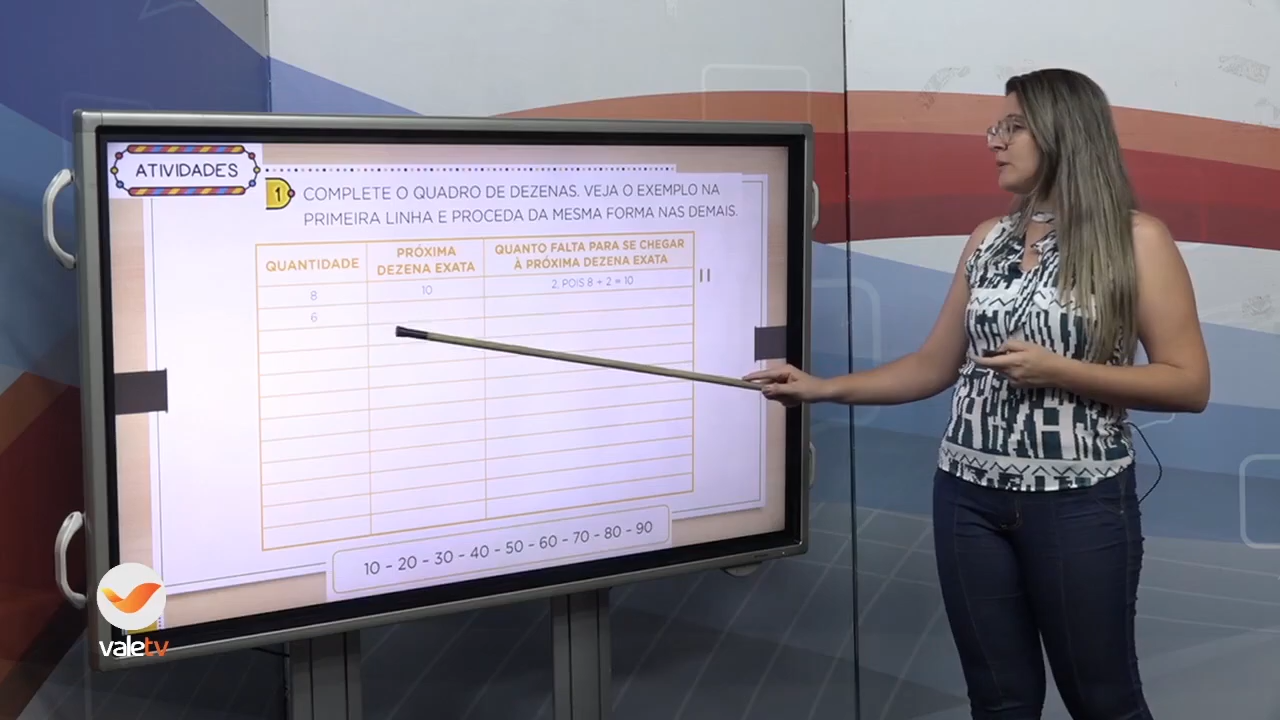 ATIVIDADES
1 COMPLETE O QUADRO DE DEZENAS. VEJA O EXEMPLO NA
PRIMEIRA LINHA E PROCEDA DA MESMA FORMA NAS DEMAIS.
QUANTIDADE
PRÓXIMA
DEZENA EXATA
QUANTO FALTA PARA SE CHEGAR
À PRÓXIMA DEZENA EXATA
8
10
2, POIS 8 + 2 = 10
6
10 - 20 - 30 - 40 - 50 - 60 - 70 - 80 - 90
valetv